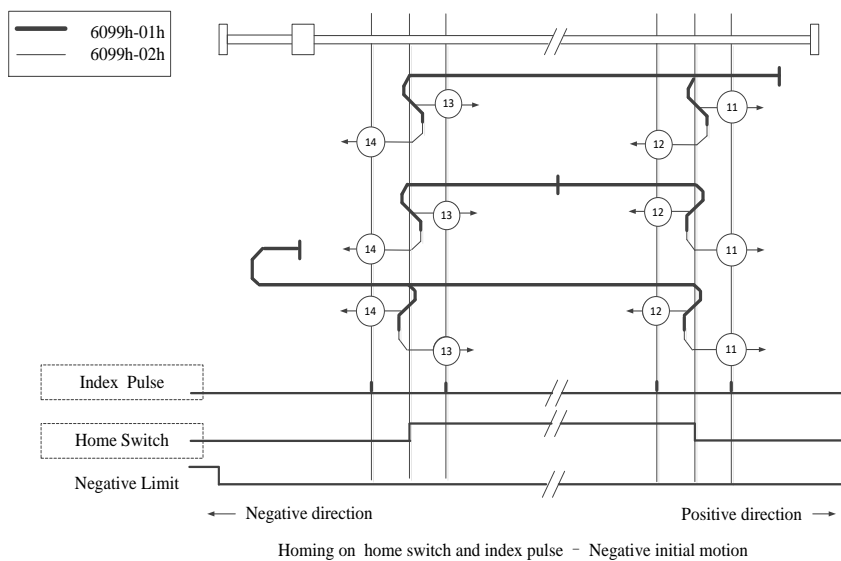 6099h-01h
6099h-02h
13
11
14
12
13
12
14
11
14
12
13
11
Index Pulse
Home Switch
Negative Limit
Negative direction
Positive direction
Homing on home switch and index pulse - Negative initial motion